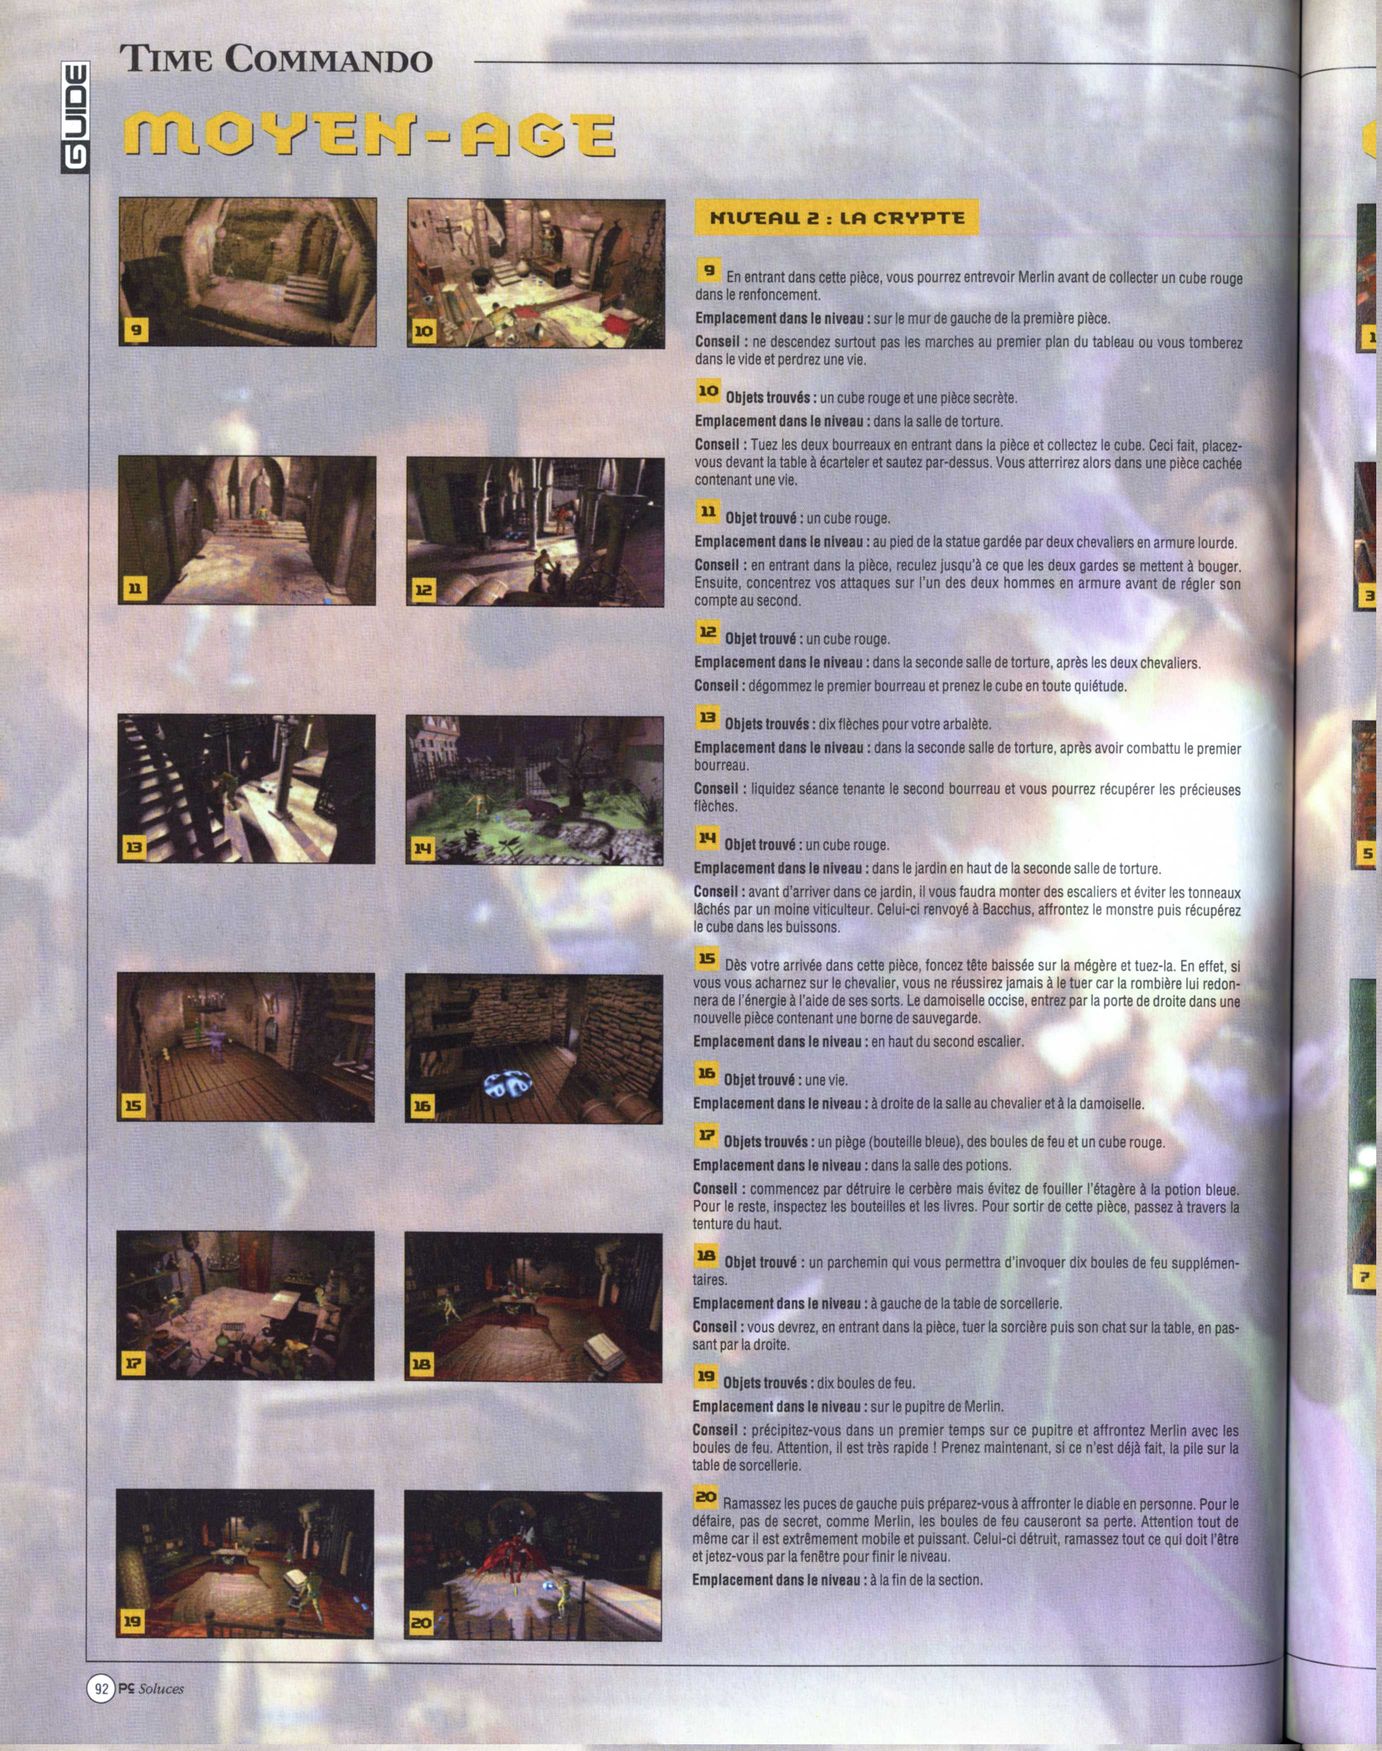 TIME COMMANDO
GUIDE
MOYEN-AGE
NIVEAU 2 : LA CRYPTE
9
10
11
12
13
14
15
16
17
18
19
20
9 En entrant dans cette pièce, vous pourrez entrevoir Merlin avant de collecter un cube rouge
dans le renfoncement.
Emplacement dans le niveau : sur le mur de gauche de la première pièce.
Conseil : ne descendez surtout pas les marches au premier plan du tableau ou vous tomberez
dans le vide et perdrez une vie.
10 Objets trouvés : un cube rouge et une pièce secrète.
Emplacement dans le niveau : dans la salle de torture.
Conseil : Tuez les deux bourreaux en entrant dans la pièce et collectez le cube. Ceci fait, placez-
vous devant la table à écarteler et sautez par-dessus. Vous atterrirez alors dans une pièce cachée
contenant une vie.
11 Objet trouvé : un cube rouge.
Emplacement dans le niveau : au pied de la statue gardée par deux chevaliers en armure lourde.
Conseil : en entrant dans la pièce, reculez jusqu'à ce que les deux gardes se mettent à bouger.
Ensuite, concentrez vos attaques sur l'un des deux hommes en armure avant de régler son
compte au second.
12 Objet trouvé : un cube rouge.
Emplacement dans le niveau : dans la seconde salle de torture, après les deux chevaliers.
Conseil : dégommez le premier bourreau et prenez le cube en toute quiétude.
13 Objets trouvés : dix flèches pour votre arbalète.
Emplacement dans le niveau : dans la seconde salle de torture, après avoir combattu le premier
bourreau.
Conseil : liquidez séance tenante le second bourreau et vous pourrez récupérer les précieuses
flèches.
14 Objet trouvé : un cube rouge.
Emplacement dans le niveau : dans le jardin en haut de la seconde salle de torture.
Conseil : avant d'arriver dans ce jardin, il vous faudra monter des escaliers et éviter les tonneaux
lâchés par un moine viticulteur. Celui-ci renvoyé à Bacchus, affrontez le monstre puis récupérez
le cube dans les buissons.
15 Dès votre arrivée dans cette pièce, foncez tête baissée sur la mégère et tuez-la. En effet, si
vous vous acharnez sur le chevalier, vous ne réussirez jamais à le tuer car la rombière lui redon-
nera de l'énergie à l'aide de ses sorts. Le damoiselle occise, entrez par la porte de droite dans une
nouvelle pièce contenant une borne de sauvegarde.
Emplacement dans le niveau : en haut du second escalier.
16 Objet trouvé : une vie.
Emplacement dans le niveau : à droite de la salle au chevalier et à la damoiselle.
17 Objets trouvés : un piège (bouteille bleue), des boules de feu et un cube rouge.
Emplacement dans le niveau : dans la salle des potions.
Conseil : commencez par détruire le cerbère mais évitez de fouiller l'étagère à la potion bleue.
Pour le reste, inspectez les bouteilles et les livres. Pour sortir de cette pièce, passez à travers la
tenture du haut.
18 Objet trouvé : un parchemin qui vous permettra d'invoquer dix boules de feu supplémen-
taires.
Emplacement dans le niveau : à gauche de la table de sorcellerie.
Conseil : vous devrez, en entrant dans la pièce, tuer la sorcière puis son chat sur la table, en pas-
sant par la droite.
19 Objets trouvés : dix boules de feu.
Emplacement dans le niveau : sur le pupitre de Merlin.
Conseil : précipitez-vous dans un premier temps sur ce pupitre et affrontez Merlin avec les
boules de feu. Attention, il est très rapide ! Prenez maintenant, si ce n'est déjà fait, la pile sur la
table de sorcellerie.
20 Ramassez les puces de gauche puis préparez-vous à affronter le diable en personne. Pour le
défaire, pas de secret, comme Merlin, les boules de feu causeront sa perte. Attention tout de
même car il est extrêmement mobile et puissant. Celui-ci détruit, ramassez tout ce qui doit l'être
et jetez-vous par la fenêtre pour finir le niveau.
Emplacement dans le niveau : à la fin de la section.
92 PC Soluces
1
3
5
7